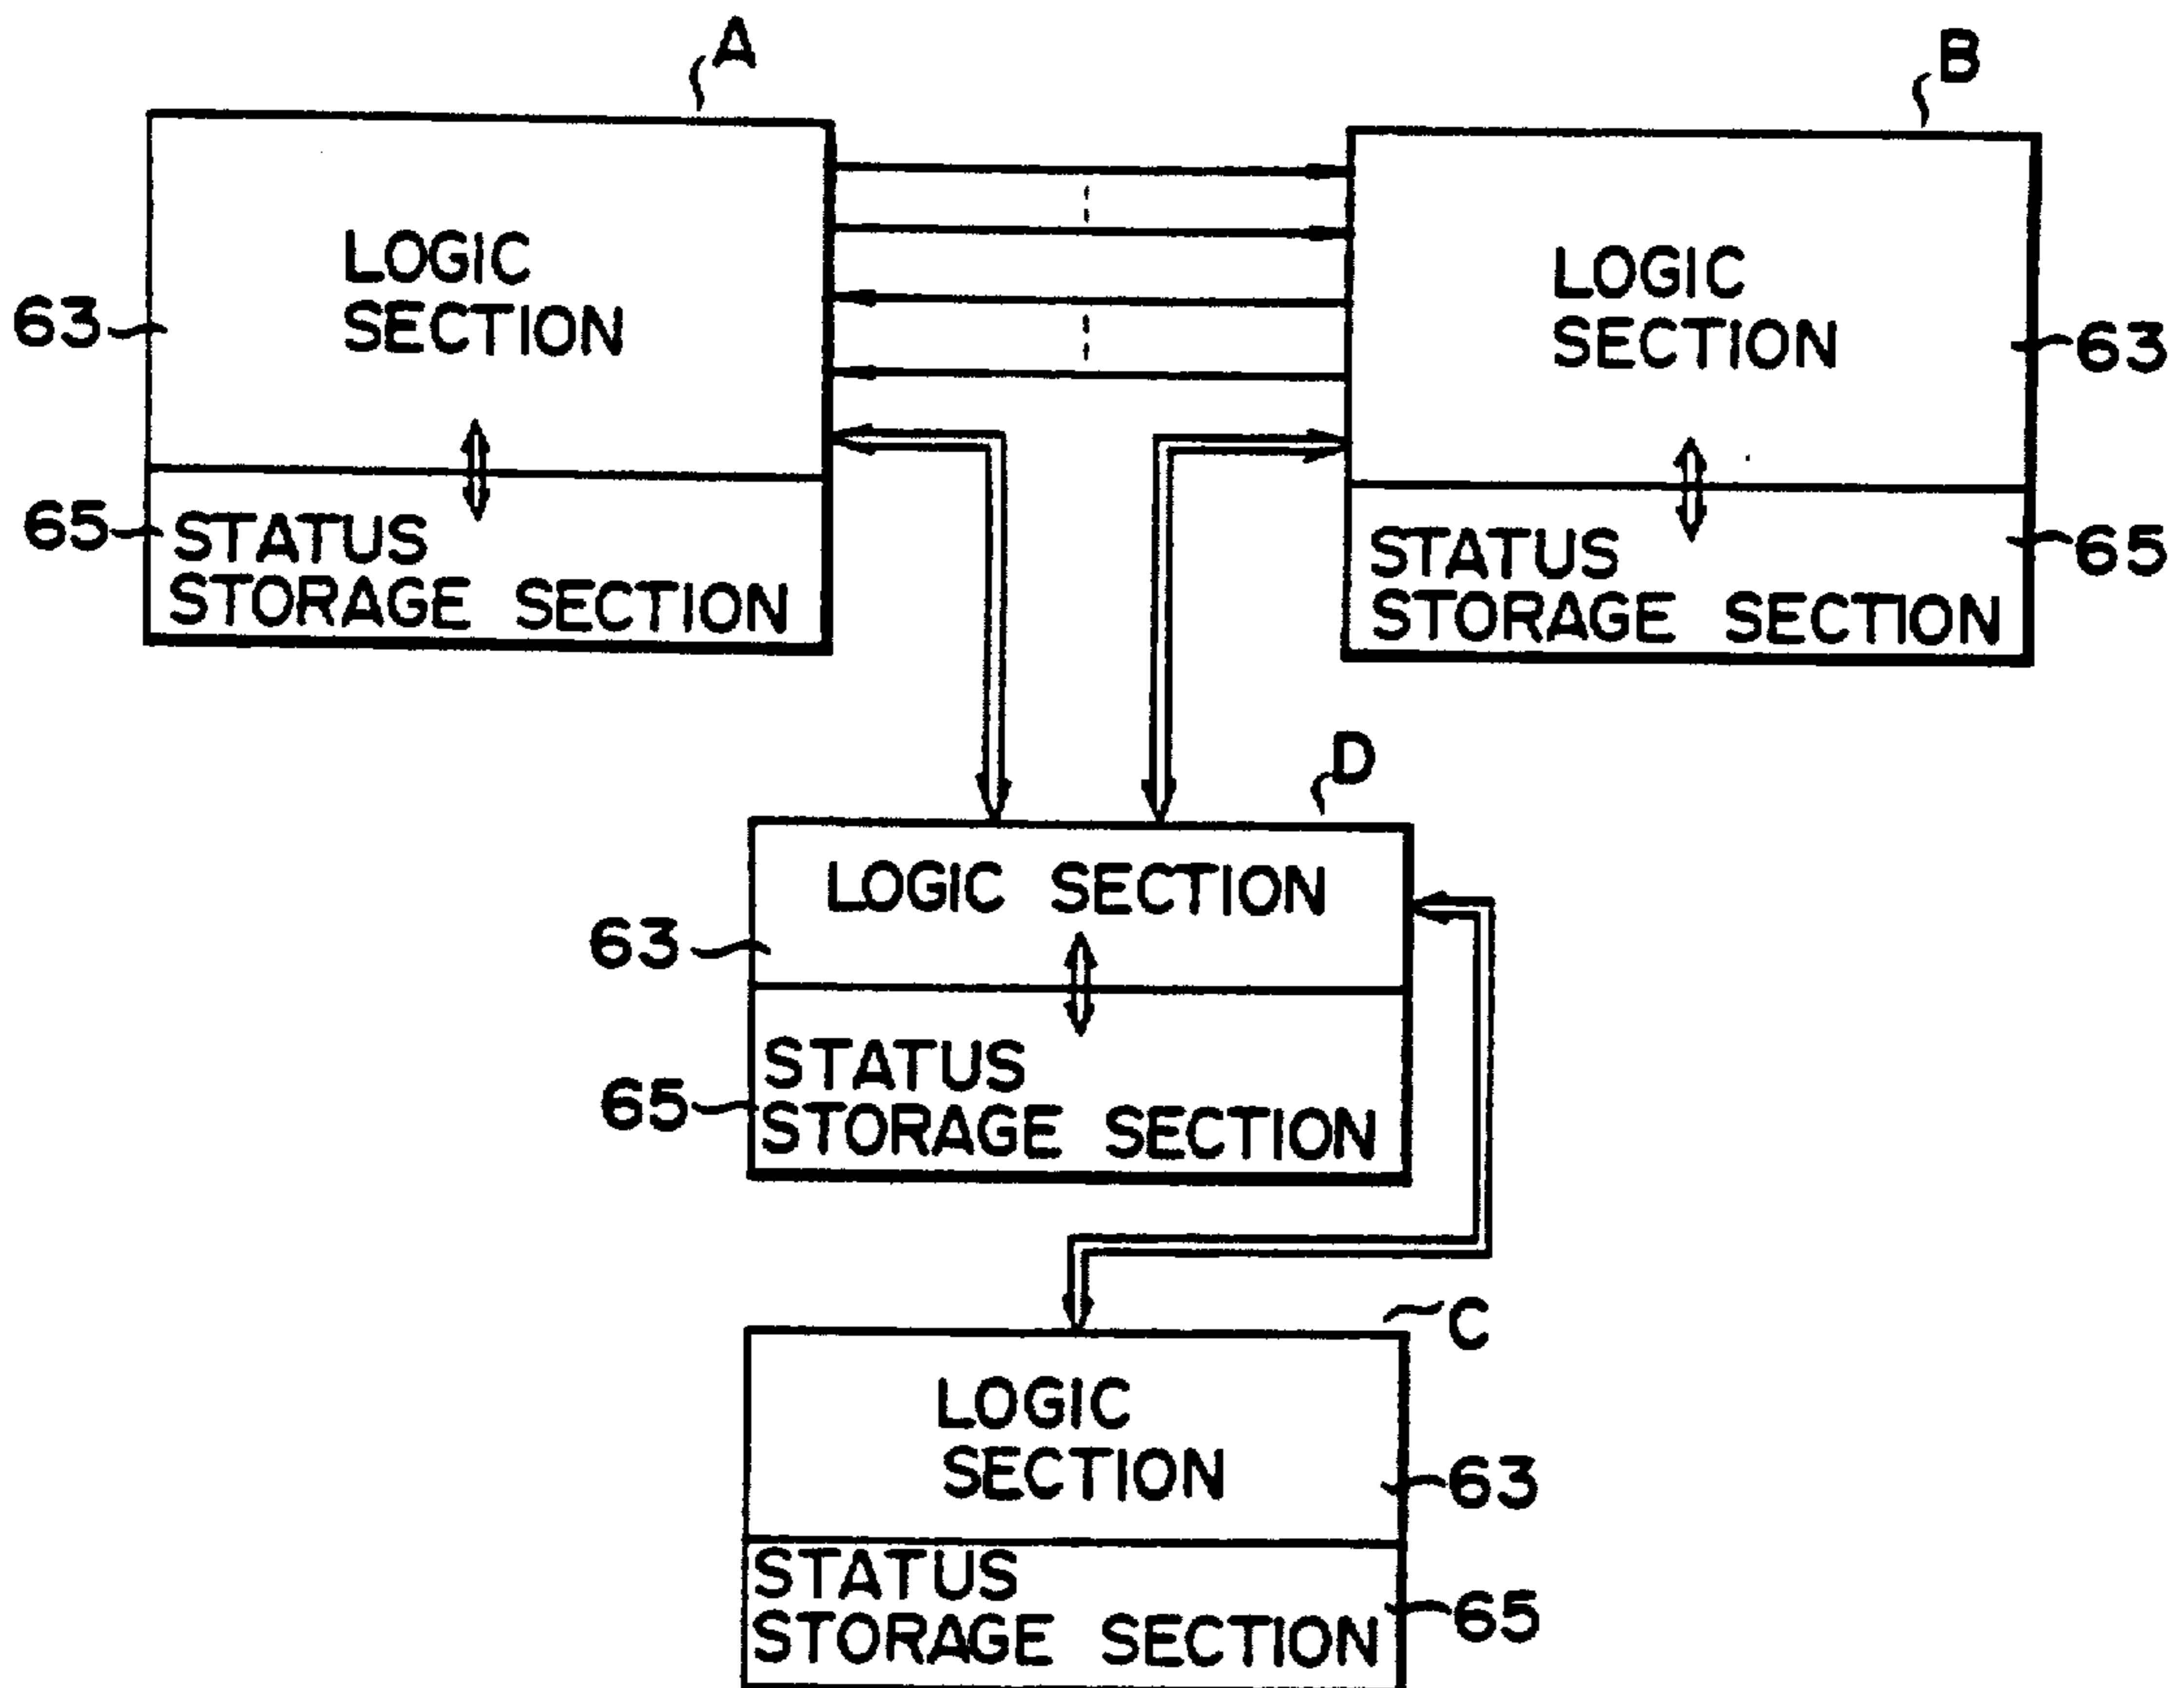 A
B
LOGIC
SECTION
63
LOGIC
SECTION
63
65
STATUS
STORAGE SECTION
STATUS
STORAGE SECTION
65
D
LOGIC SECTION
63
STATUS
65
STORAGE SECTION
C
LOGIC
SECTION
63
STATUS
STORAGE SECTION
65